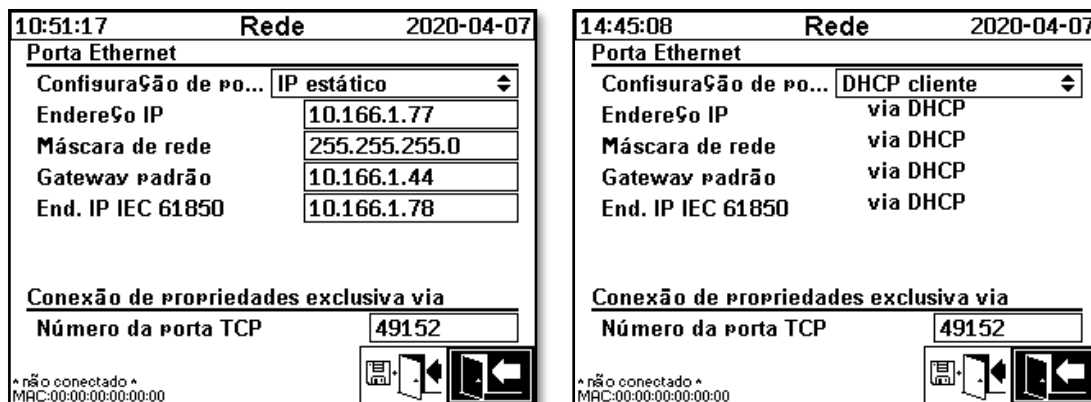 10:51:17 Rede 2020-04-07
Porta Ethernet
Configuração de po... IP estático
Endereço IP 10.166.1.77
Máscara de rede 255.255.255.0
Gateway padrão 10.166.1.44
End. IP IEC 61850 10.166.1.78
Conexão de propriedades exclusiva via
Número da porta TCP 49152
* não conectado *
MAC:00:00:00:00:00:00
14:45:08 Rede 2020-04-07
Porta Ethernet
Configuração de po... DHCP cliente
Endereço IP via DHCP
Máscara de rede via DHCP
Gateway padrão via DHCP
End. IP IEC 61850 via DHCP
Conexão de propriedades exclusiva via
Número da porta TCP 49152
* não conectado *
MAC:00:00:00:00:00:00